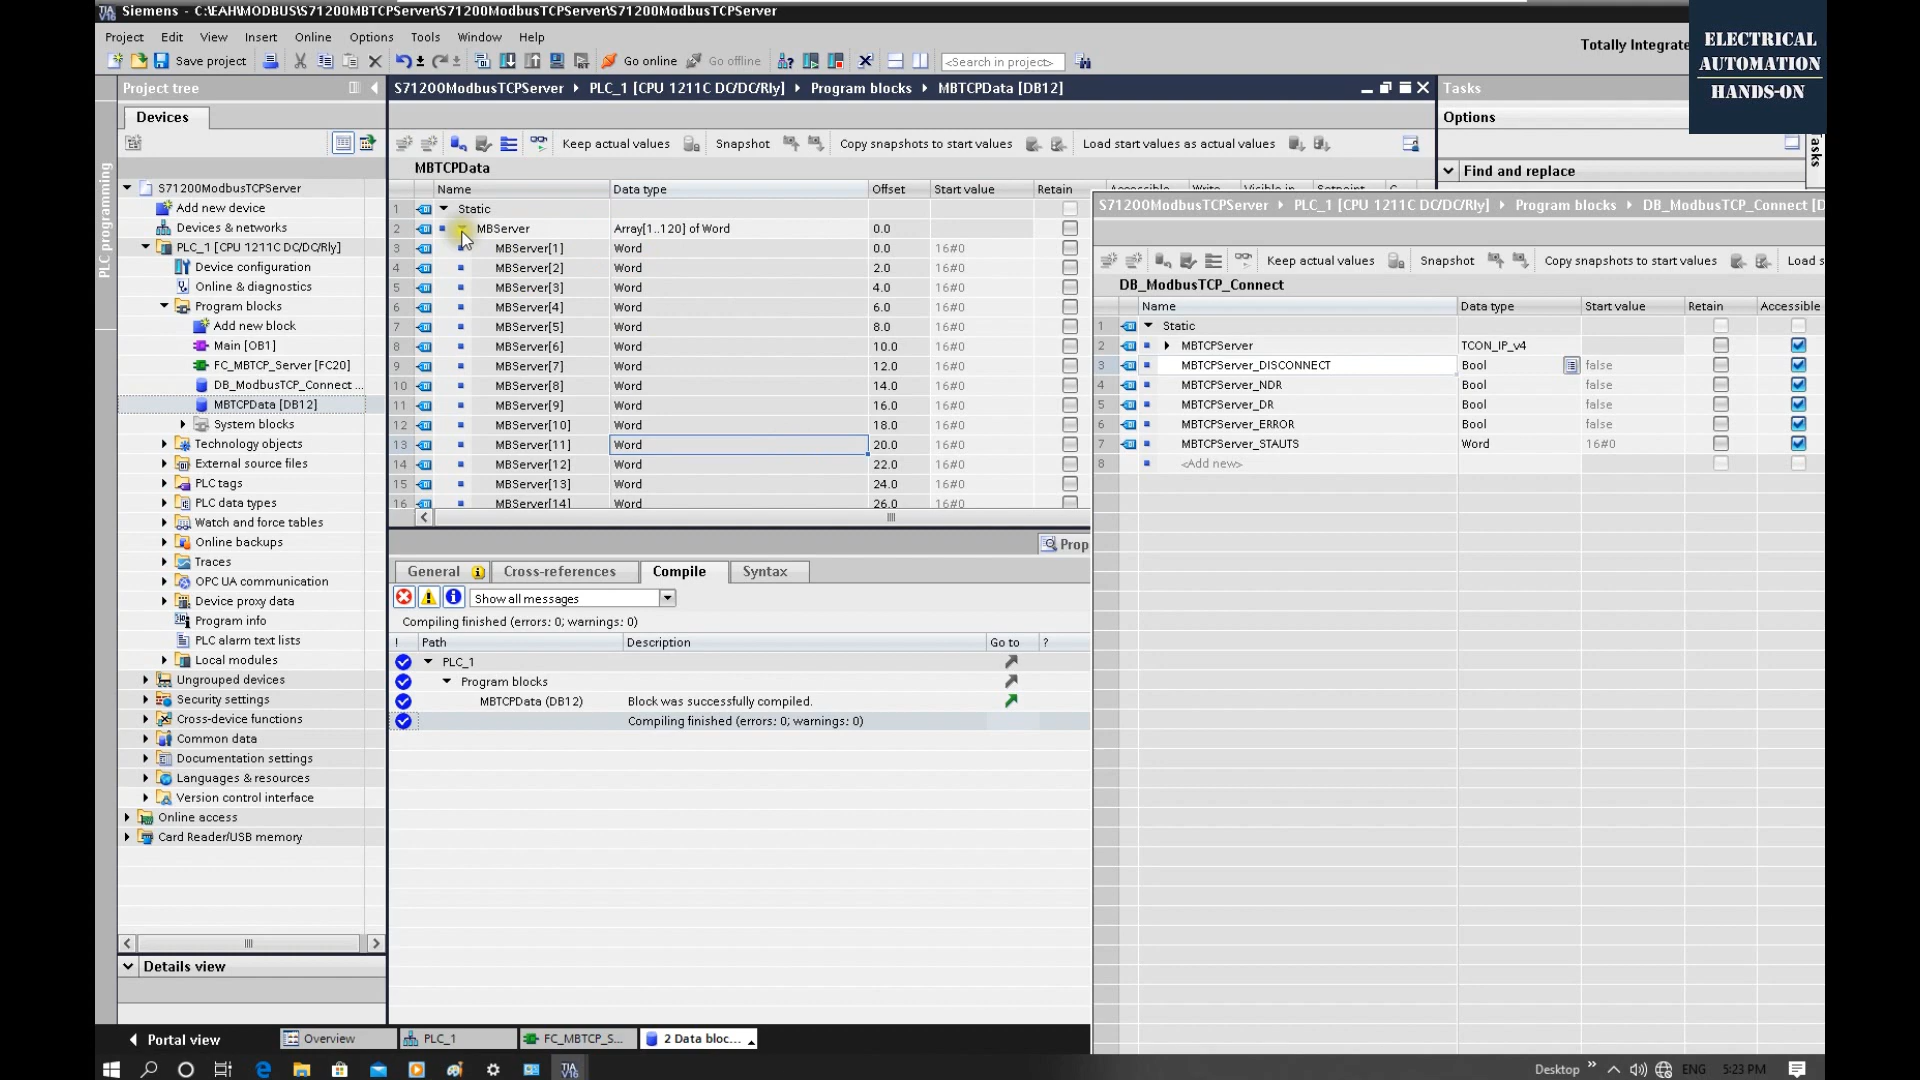 Siemens - C:\EAH\MODBUS\S71200MBTCPServer\S71200ModbusTCPServer\S71200ModbusTCPServer
Project Edit View Insert Online Options Tools Window Help
Totally Integrate
ELECTRICAL
AUTOMATION
HANDS-ON
Save project
Go online
Go offline
<Search in project>
Project tree
Devices
PLC programming
S71200ModbusTCPServer
Add new device
Devices & networks
PLC_1 [CPU 1211C DC/DC/Rly]
Device configuration
Online & diagnostics
Program blocks
Add new block
Main [OB1]
FC_MBTCP_Server [FC20]
DB_ModbusTCP_Connect ...
MBTCPData [DB12]
System blocks
Technology objects
External source files
PLC tags
PLC data types
Watch and force tables
Online backups
Traces
OPC UA communication
Device proxy data
Program info
PLC alarm text lists
Local modules
Ungrouped devices
Security settings
Cross-device functions
Common data
Documentation settings
Languages & resources
Version control interface
Online access
Card Reader/USB memory
Details view
S71200ModbusTCPServer PLC_1 [CPU 1211C DC/DC/Rly] Program blocks MBTCPData [DB12]
Keep actual values Snapshot Copy snapshots to start values Load start values as actual values
MBTCPData
Name Data type Offset Start value Retain
1 Static
2 MBServer Array[1..120] of Word 0.0
3 MBServer[1] Word 0.0 16#0
4 MBServer[2] Word 2.0 16#0
5 MBServer[3] Word 4.0 16#0
6 MBServer[4] Word 6.0 16#0
7 MBServer[5] Word 8.0 16#0
8 MBServer[6] Word 10.0 16#0
9 MBServer[7] Word 12.0 16#0
10 MBServer[8] Word 14.0 16#0
11 MBServer[9] Word 16.0 16#0
12 MBServer[10] Word 18.0 16#0
13 MBServer[11] Word 20.0 16#0
14 MBServer[12] Word 22.0 16#0
15 MBServer[13] Word 24.0 16#0
16 MBServer[14] Word 26.0 16#0
Prop
General Cross-references Compile Syntax
Show all messages
Compiling finished (errors: 0; warnings: 0)
! Path Description Go to ?
PLC_1
Program blocks
MBTCPData (DB12) Block was successfully compiled.
Compiling finished (errors: 0; warnings: 0)
Tasks
Options
Find and replace
S71200ModbusTCPServer PLC_1 [CPU 1211C DC/DC/Rly] Program blocks DB_ModbusTCP_Connect [D
Keep actual values Snapshot Copy snapshots to start values Load s
DB_ModbusTCP_Connect
Name Data type Start value Retain Accessible
1 Static
2 MBTCPServer TCON_IP_v4
3 MBTCPServer_DISCONNECT Bool false
4 MBTCPServer_NDR Bool false
5 MBTCPServer_DR Bool false
6 MBTCPServer_ERROR Bool false
7 MBTCPServer_STAUTS Word 16#0
8 <Add new>
Portal view Overview PLC_1 FC_MBTCP_S... 2 Data bloc...
Desktop ENG 5:23 PM